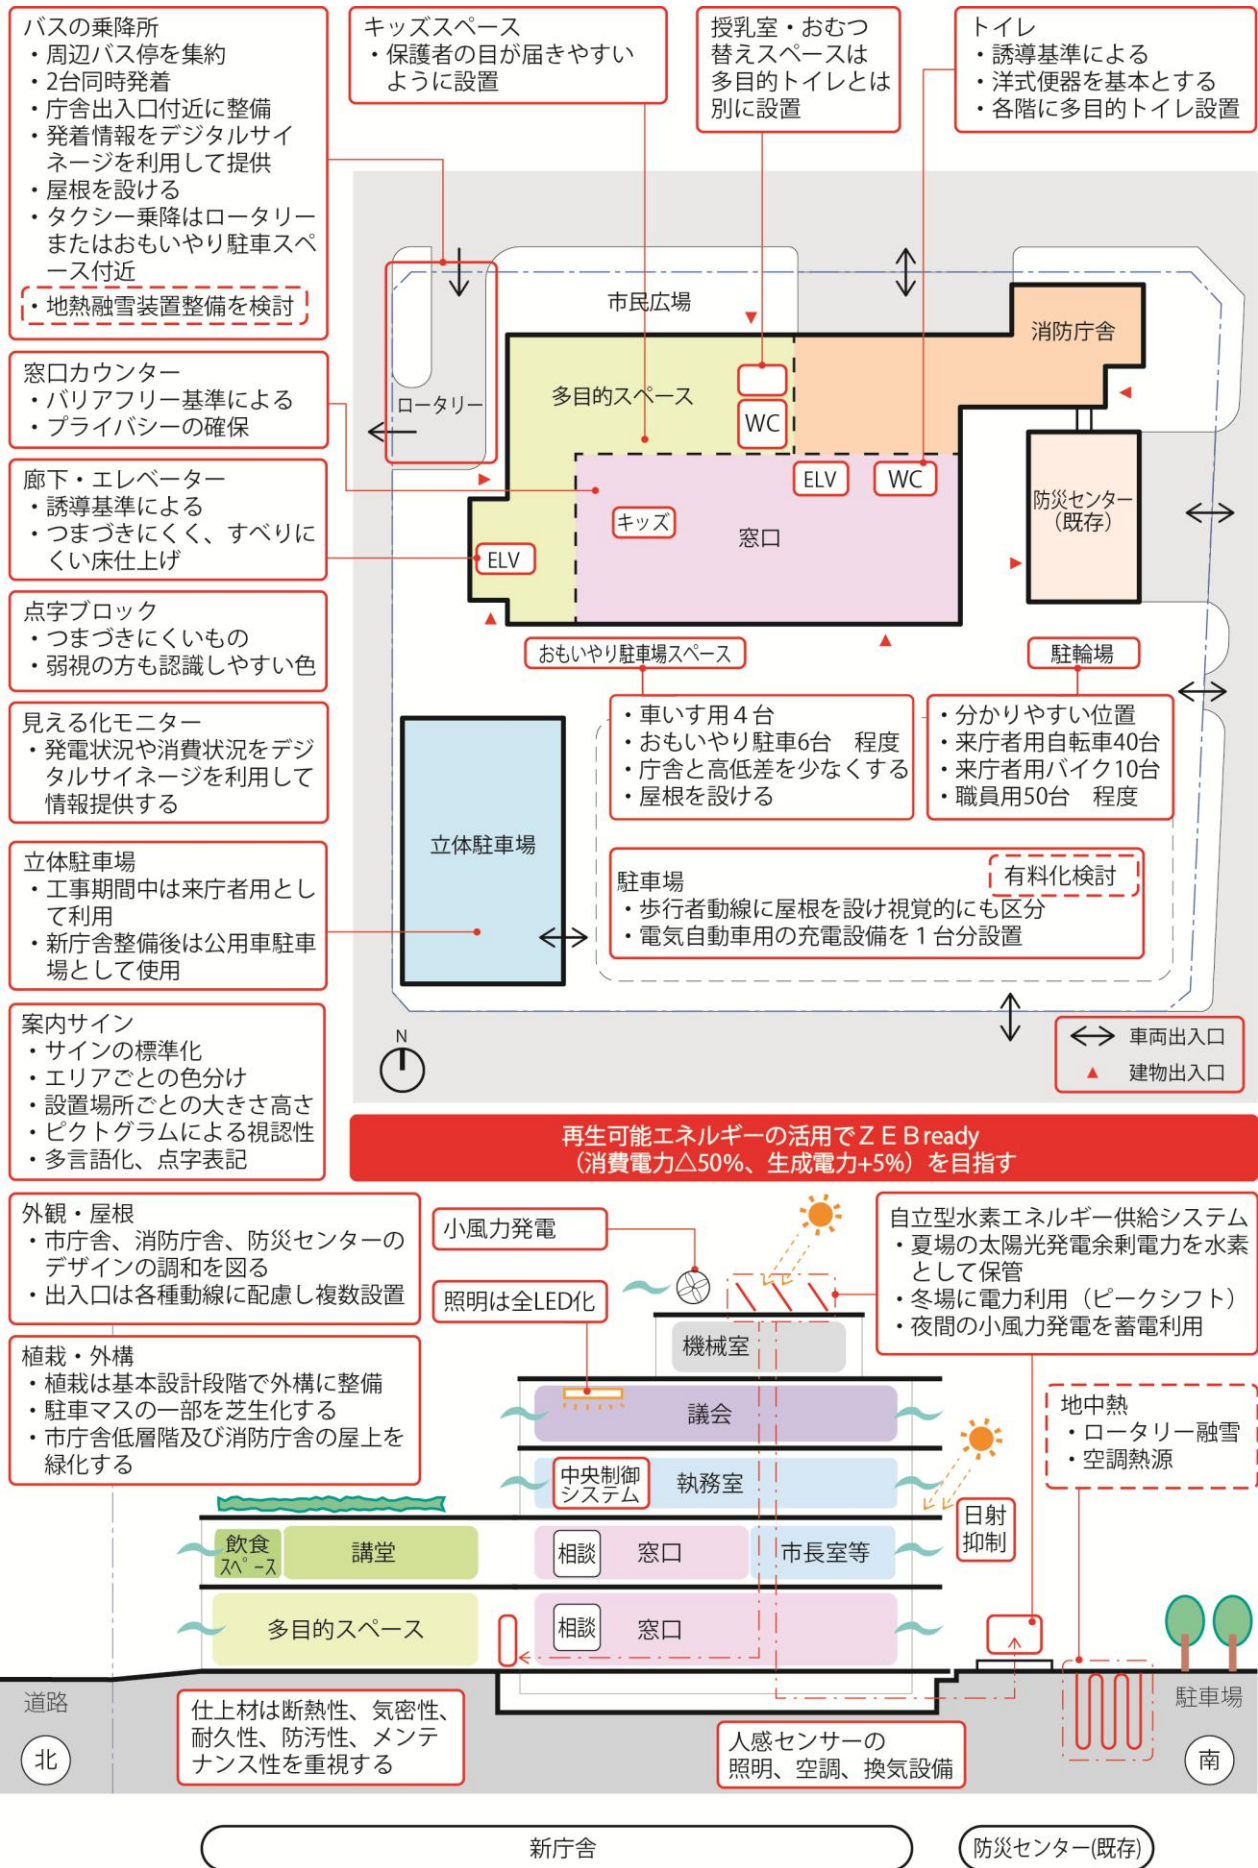 バスの乗降所
・周辺バス停を集約
・2台同時発着
・庁舎出入口付近に整備
・発着情報をデジタルサイ
ネージを利用して提供
・屋根を設ける
・タクシー乗降はロータリー
またはおもいやり駐車スペ
ース付近
・地熱融雪装置整備を検討
キッズスペース
・保護者の目が届きやすい
ように設置
授乳室・おむつ
替えスペースは
多目的トイレとは
別に設置
トイレ
・誘導基準による
・洋式便器を基本とする
・各階に多目的トイレ設置
窓口カウンター
・バリアフリー基準による
・プライバシーの確保
廊下・エレベーター
・誘導基準による
・つまづきにくく、すべりに
くい床仕上げ
点字ブロック
・つまづきにくいもの
・弱視の方も認識しやすい色
見える化モニター
・発電状況や消費状況をデジ
タルサイネージを利用して
情報提供する
立体駐車場
・工事期間中は来庁者用とし
て利用
・新庁舎整備後は公用車駐車
場として使用
案内サイン
・サインの標準化
・エリアごとの色分け
・設置場所ごとの大きさ高さ
・ピクトグラムによる視認性
・多言語化、点字表記
市民広場
消防庁舎
ロータリー
多目的スペース
WC
ELV
WC
防災センター
(既存)
キッズ
窓口
ELV
おもいやり駐車場スペース
駐輪場
・車いす用４台
・おもいやり駐車6台 程度
・庁舎と高低差を少なくする
・屋根を設ける
・分かりやすい位置
・来庁者用自転車40台
・来庁者用バイク10台
・職員用50台 程度
立体駐車場
駐車場
有料化検討
・歩行者動線に屋根を設け視覚的にも区分
・電気自動車用の充電設備を１台分設置
N
車両出入口
建物出入口
再生可能エネルギーの活用でＺＥＢready
（消費電力△50%、生成電力+5%）を目指す
外観・屋根
・市庁舎、消防庁舎、防災センターの
デザインの調和を図る
・出入口は各種動線に配慮し複数設置
植栽・外構
・植栽は基本設計段階で外構に整備
・駐車マスの一部を芝生化する
・市庁舎低層階及び消防庁舎の屋上を
緑化する
小風力発電
照明は全LED化
自立型水素エネルギー供給システム
・夏場の太陽光発電余剰電力を水素
として保管
・冬場に電力利用（ピークシフト）
・夜間の小風力発電を蓄電利用
地中熱
・ロータリー融雪
・空調熱源
機械室
議会
中央制御
システム
執務室
日射
抑制
飲食
スペース
講堂
相談
窓口
市長室等
多目的スペース
相談
窓口
道路
駐車場
北
南
仕上材は断熱性、気密性、
耐久性、防汚性、メンテ
ナンス性を重視する
人感センサーの
照明、空調、換気設備
新庁舎
防災センター(既存)